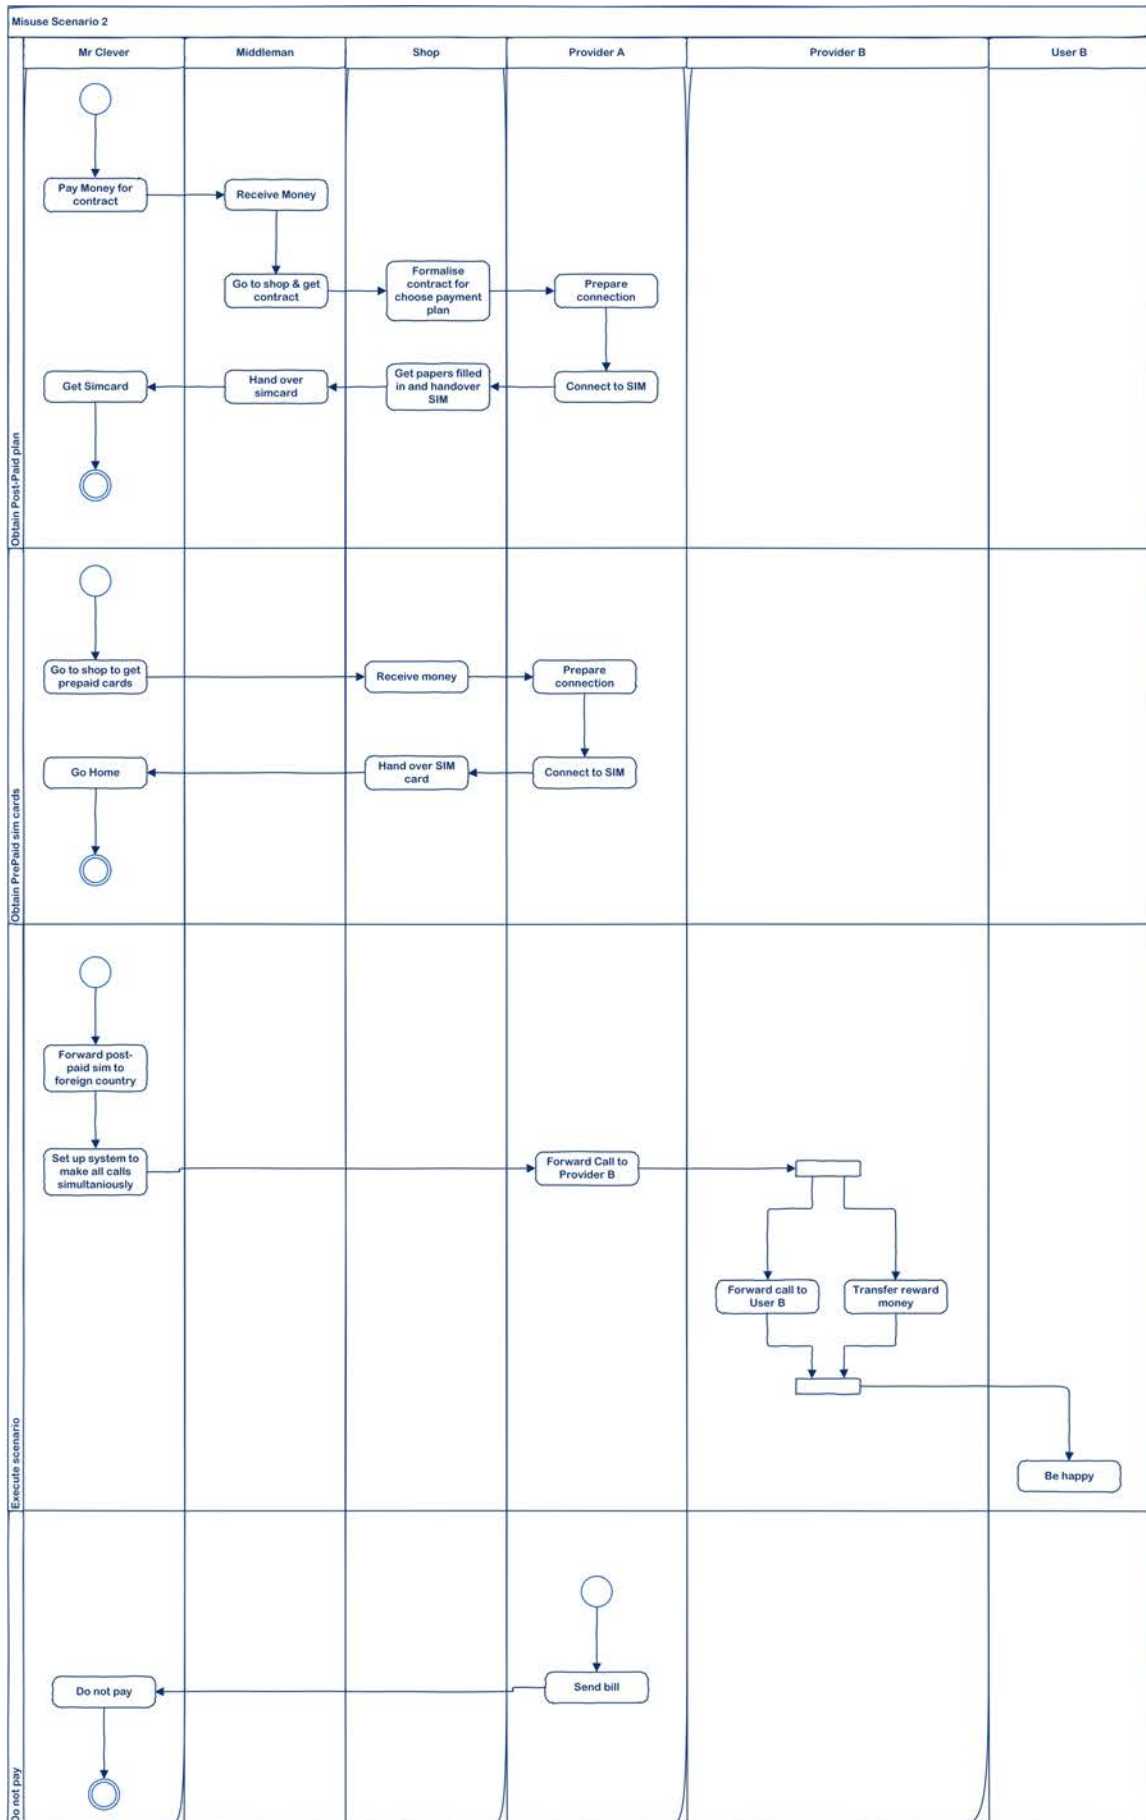 Misuse Scenario 2
Mr Clever
Middleman
Shop
Provider A
Provider B
User B
Obtain Post-Paid plan
Pay Money for
contract
Receive Money
Go to shop & get
contract
Formalise
contract for
choose payment
plan
Prepare
connection
Get Simcard
Hand over
simcard
Get papers filled
in and handover
SIM
Connect to SIM
Obtain PrePaid sim cards
Go to shop to get
prepaid cards
Receive money
Prepare
connection
Go Home
Hand over SIM
card
Connect to SIM
Execute scenario
Forward post-
paid sim to
foreign country
Set up system to
make all calls
simultaniously
Forward Call to
Provider B
Forward call to
User B
Transfer reward
money
Be happy
Do not pay
Send bill
Do not pay